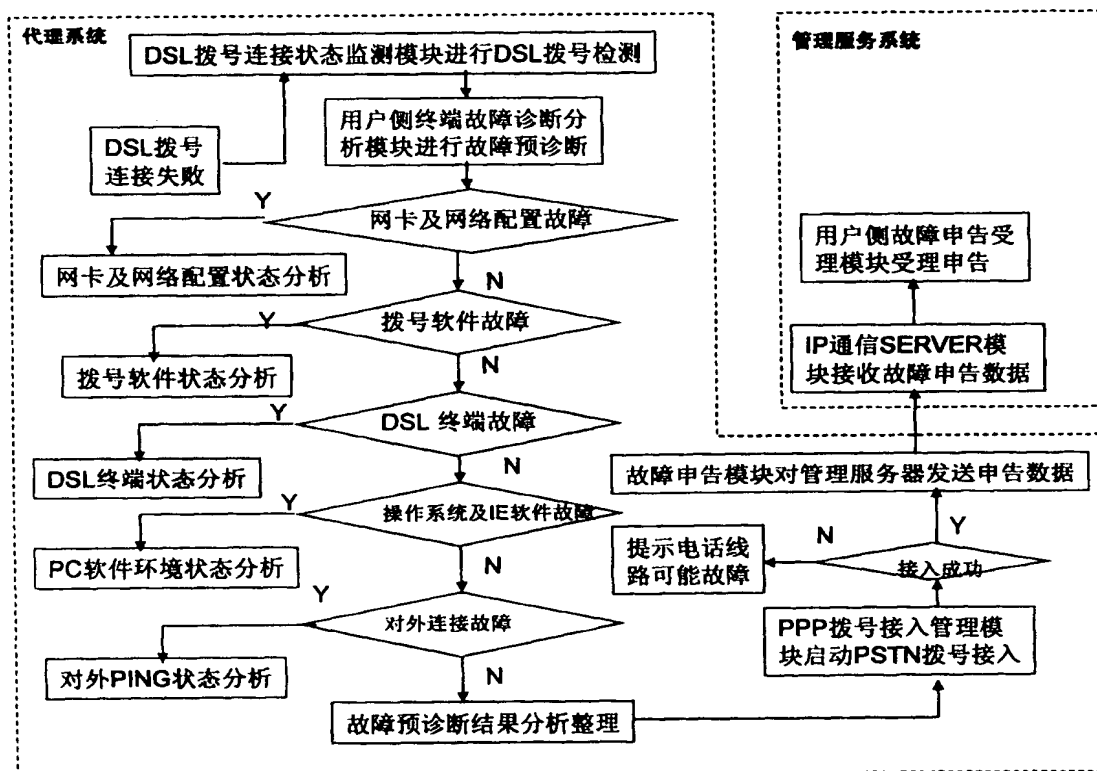 代理系统
DSL拨号连接状态监测模块进行DSL拨号检测
用户侧终端故障诊断分
析模块进行故障预诊断
DSL拨号
连接失败
Y
网卡及网络配置故障
网卡及网络配置状态分析
N
Y
拨号软件故障
拨号软件状态分析
N
Y
DSL 终端故障
DSL终端状态分析
N
Y
操作系统及IE软件故障
PC软件环境状态分析
N
Y
对外连接故障
对外PING状态分析
N
故障预诊断结果分析整理
管理服务系统
用户侧故障申告受
理模块受理申告
IP通信SERVER模
块接收故障申告数据
故障申告模块对管理服务器发送申告数据
N
Y
提示电话线
路可能故障
接入成功
PPP拨号接入管理模
块启动PSTN拨号接入